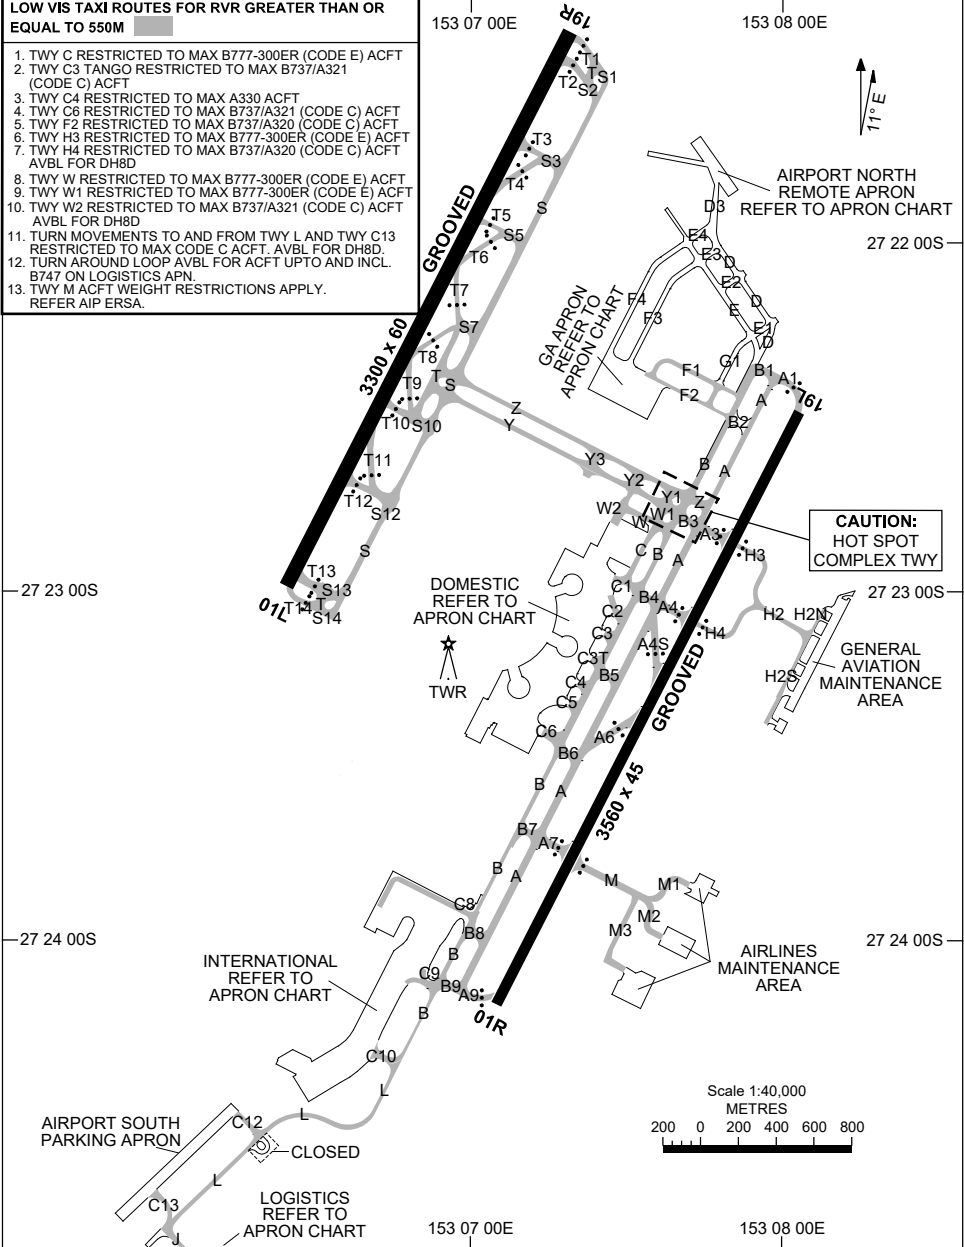 LOW VIS TAXI ROUTES FOR RVR GREATER THAN OR
EQUAL TO 550M
1. TWY C RESTRICTED TO MAX B777-300ER (CODE E) ACFT
2. TWY C3 TANGO RESTRICTED TO MAX B737/A321
(CODE C) ACFT
3. TWY C4 RESTRICTED TO MAX A330 ACFT
4. TWY C6 RESTRICTED TO MAX B737/A321 (CODE C) ACFT
5. TWY F2 RESTRICTED TO MAX B737/A320 (CODE C) ACFT
6. TWY H3 RESTRICTED TO MAX B777-300ER (CODE E) ACFT
7. TWY H4 RESTRICTED TO MAX B737/A320 (CODE C) ACFT
AVBL FOR DH8D
8. TWY W RESTRICTED TO MAX B777-300ER (CODE E) ACFT
9. TWY W1 RESTRICTED TO MAX B777-300ER (CODE E) ACFT
10. TWY W2 RESTRICTED TO MAX B737/A321 (CODE C) ACFT
AVBL FOR DH8D
11. TURN MOVEMENTS TO AND FROM TWY L AND TWY C13
RESTRICTED TO MAX CODE C ACFT. AVBL FOR DH8D.
12. TURN AROUND LOOP AVBL FOR ACFT UPTO AND INCL.
B747 ON LOGISTICS APN.
13. TWY M ACFT WEIGHT RESTRICTIONS APPLY.
REFER AIP ERSA.
153 07 00E
153 08 00E
19R
T1
T
S1
T2
S2
11° E
T3
S3
T4
S
T5
S5
T6
GROOVED
T7
S7
T8
3300 x 60
T
S
T9
T10
S10
T11
T12
S12
S
T13
S13
T14
T
S14
01L
AIRPORT NORTH
REMOTE APRON
REFER TO APRON CHART
D3
27 22 00S
E4
E3
D
E2
D
E
E1
D
F4
F3
GA APRON
REFER TO
APRON CHART
G1
F1
F2
B1
A1
A
19L
B2
B
A
Z
Y
Y3
Y2
Y1
Z
W2
W1
W
B3
A3
H3
CAUTION:
HOT SPOT
COMPLEX TWY
C
B
A
27 23 00S
27 23 00S
DOMESTIC
REFER TO
APRON CHART
C1
B4
A4
C2
C3
H4
H2
H2N
A4S
C3T
B5
C4
C5
H2S
GENERAL
AVIATION
MAINTENANCE
AREA
TWR
GROOVED
C6
A6
B6
B
A
3560 x 45
B7
A7
B
A
M
M1
M2
M3
AIRLINES
MAINTENANCE
AREA
C8
B8
27 24 00S
27 24 00S
B
INTERNATIONAL
REFER TO
APRON CHART
C9
B9
A9
B
01R
C10
L
L
Scale 1:40,000
METRES
200 0 200 400 600 800
AIRPORT SOUTH
PARKING APRON
C12
CLOSED
L
C13
J
LOGISTICS
REFER TO
APRON CHART
153 07 00E
153 08 00E